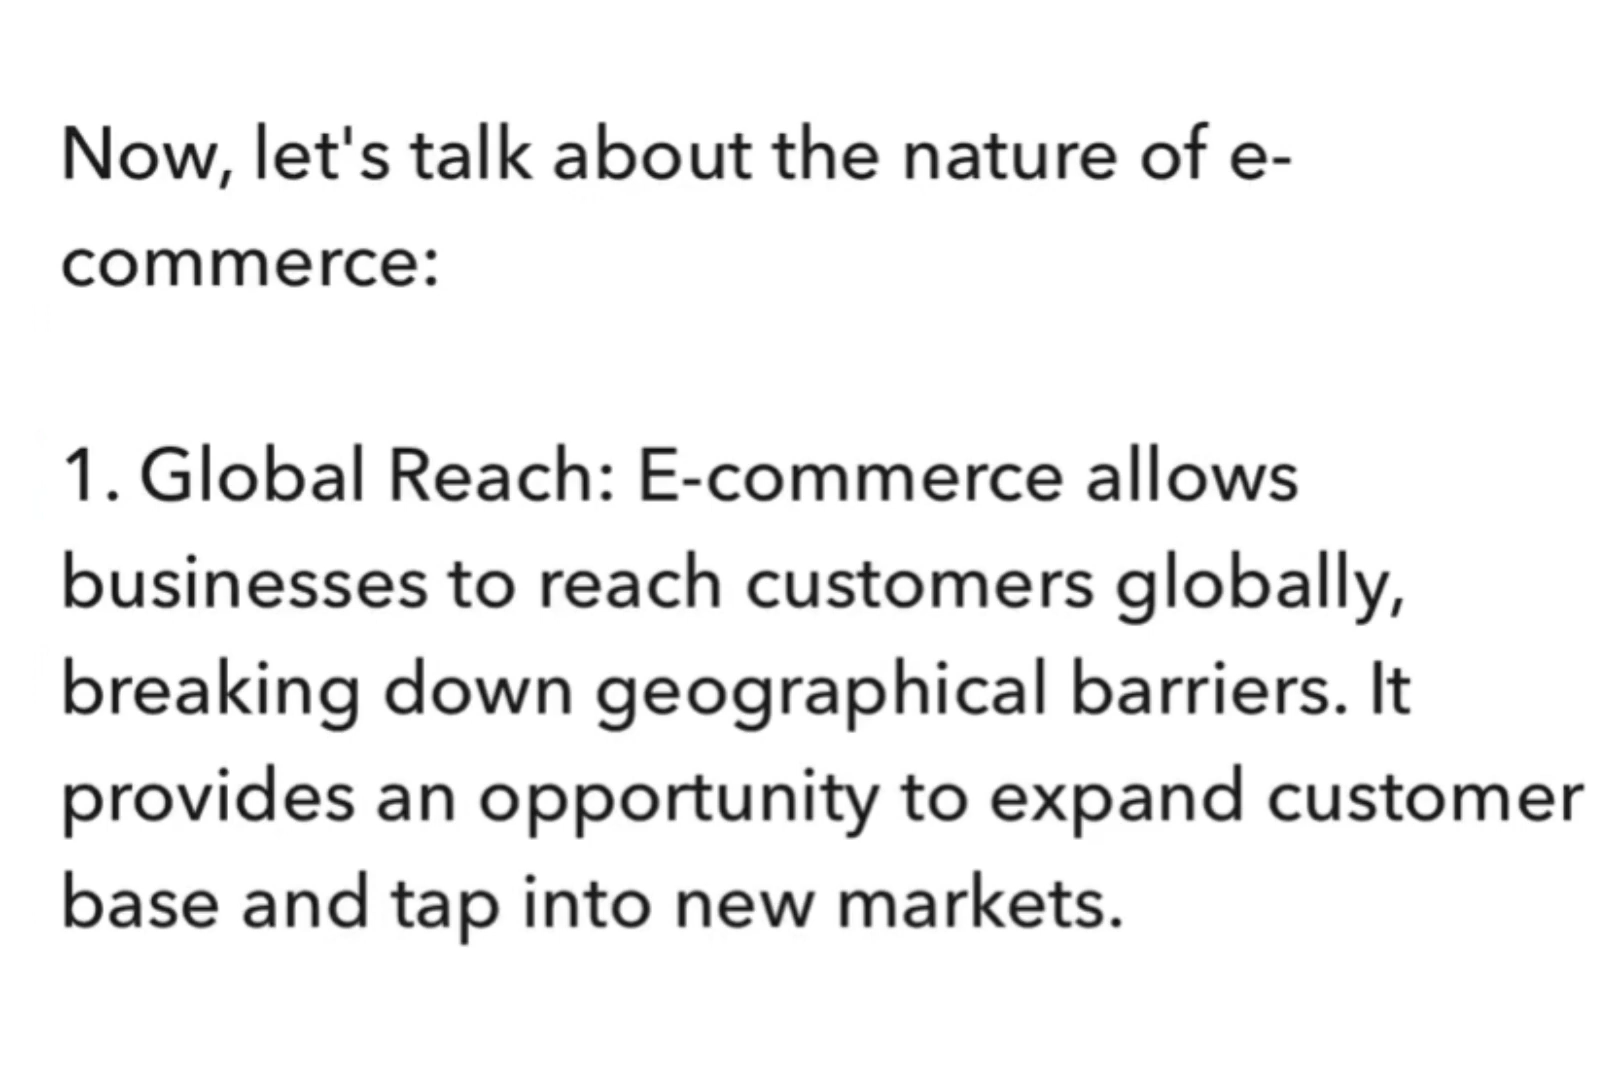 Now, let's talk about the nature of e-
commerce:
1. Global Reach: E-commerce allows
businesses to reach customers globally,
breaking down geographical barriers. It
provides an opportunity to expand customer
base and tap into new markets.